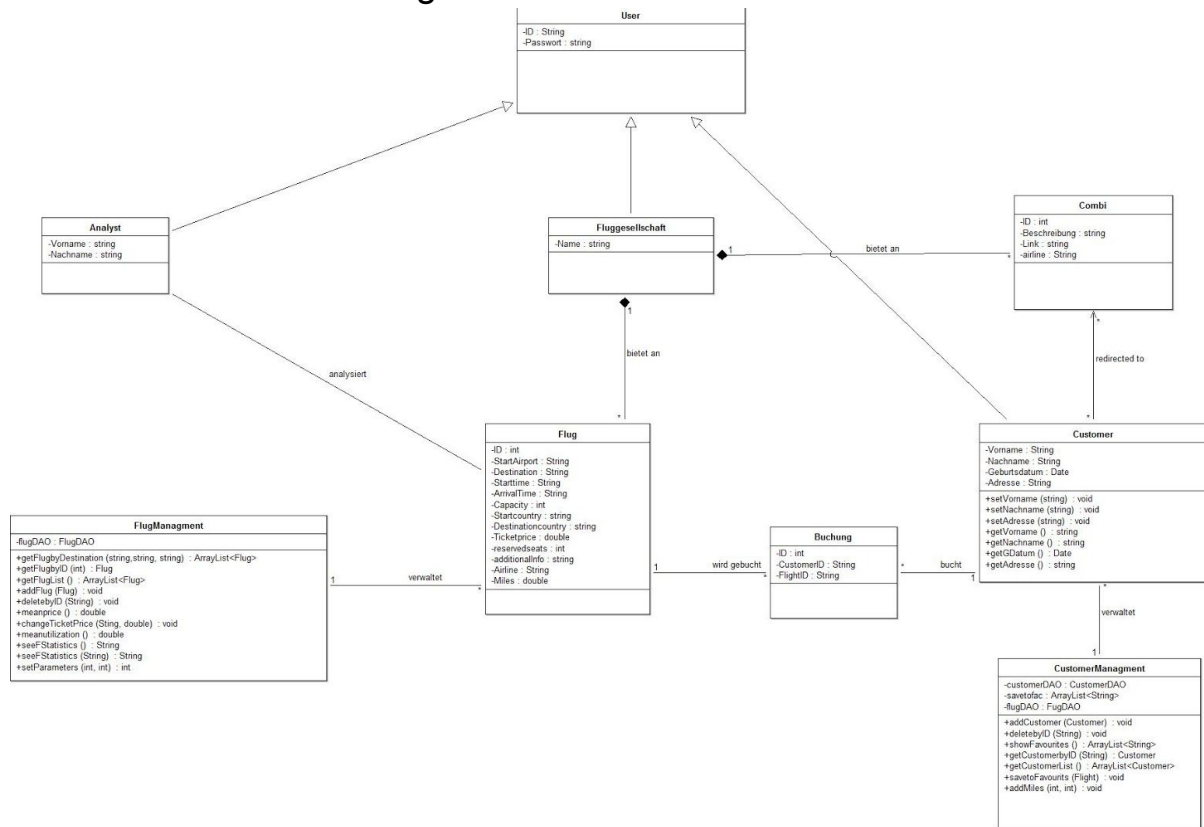 User
-ID : String
-Passwort : string
Analyst
-Vorname : string
-Nachname : string
Fluggesellschaft
-Name : string
Combi
-ID : int
-Beschreibung : string
-Link : string
-airline : String
1
bietet an
*
1
bietet an
*
analysiert
*
redirected to
*
Flug
-ID : int
-StartAirport : String
-Destination : String
-Starttime : String
-ArrivalTime : String
-Capacity : int
-Startcountry : string
-Destinationcountry : string
-Ticketprice : double
-reservedseats : int
-additionalInfo : string
-Airline : String
-Miles : double
Customer
-Vorname : String
-Nachname : String
-Geburtsdatum : Date
-Adresse : String
+setVorname (string) : void
+setNachname (string) : void
+setAdresse (string) : void
+getVorname () : string
+getNachname () : string
+getGDatum () : Date
+getAdresse () : string
FlugManagment
-flugDAO : FlugDAO
+getFlugbyDestination (string,string, string) : ArrayList<Flug>
+getFlugbyID (int) : Flug
+getFlugList () : ArrayList<Flug>
+addFlug (Flug) : void
+deletebyID (String) : void
+meanprice () : double
+changeTicketPrice (Sting, double) : void
+meanutilization () : double
+seeFStatistics () : String
+seeFStatistics (String) : String
+setParameters (int, int) : int
1
verwaltet
*
Buchung
-ID : int
-CustomerID : String
-FlightID : String
1
wird gebucht
*
*
bucht
1
*
verwaltet
1
CustomerManagment
-customerDAO : CustomerDAO
-savetofac : ArrayList<String>
-flugDAO : FugDAO
+addCustomer (Customer) : void
+deletebyID (String) : void
+showFavourites () : ArrayList<String>
+getCustomerbyID (String) : Customer
+getCustomerList () : ArrayList<Customer>
+savetoFavourits (Flight) : void
+addMiles (int, int) : void